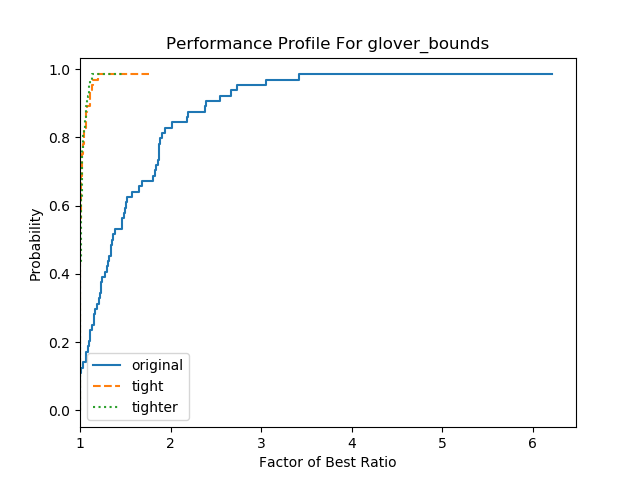 Performance Profile For glover_bounds
1.0
0.8
0.6
0.4
0.2
0.0
Probability
original
tight
tighter
1 2 3 4 5 6
Factor of Best Ratio